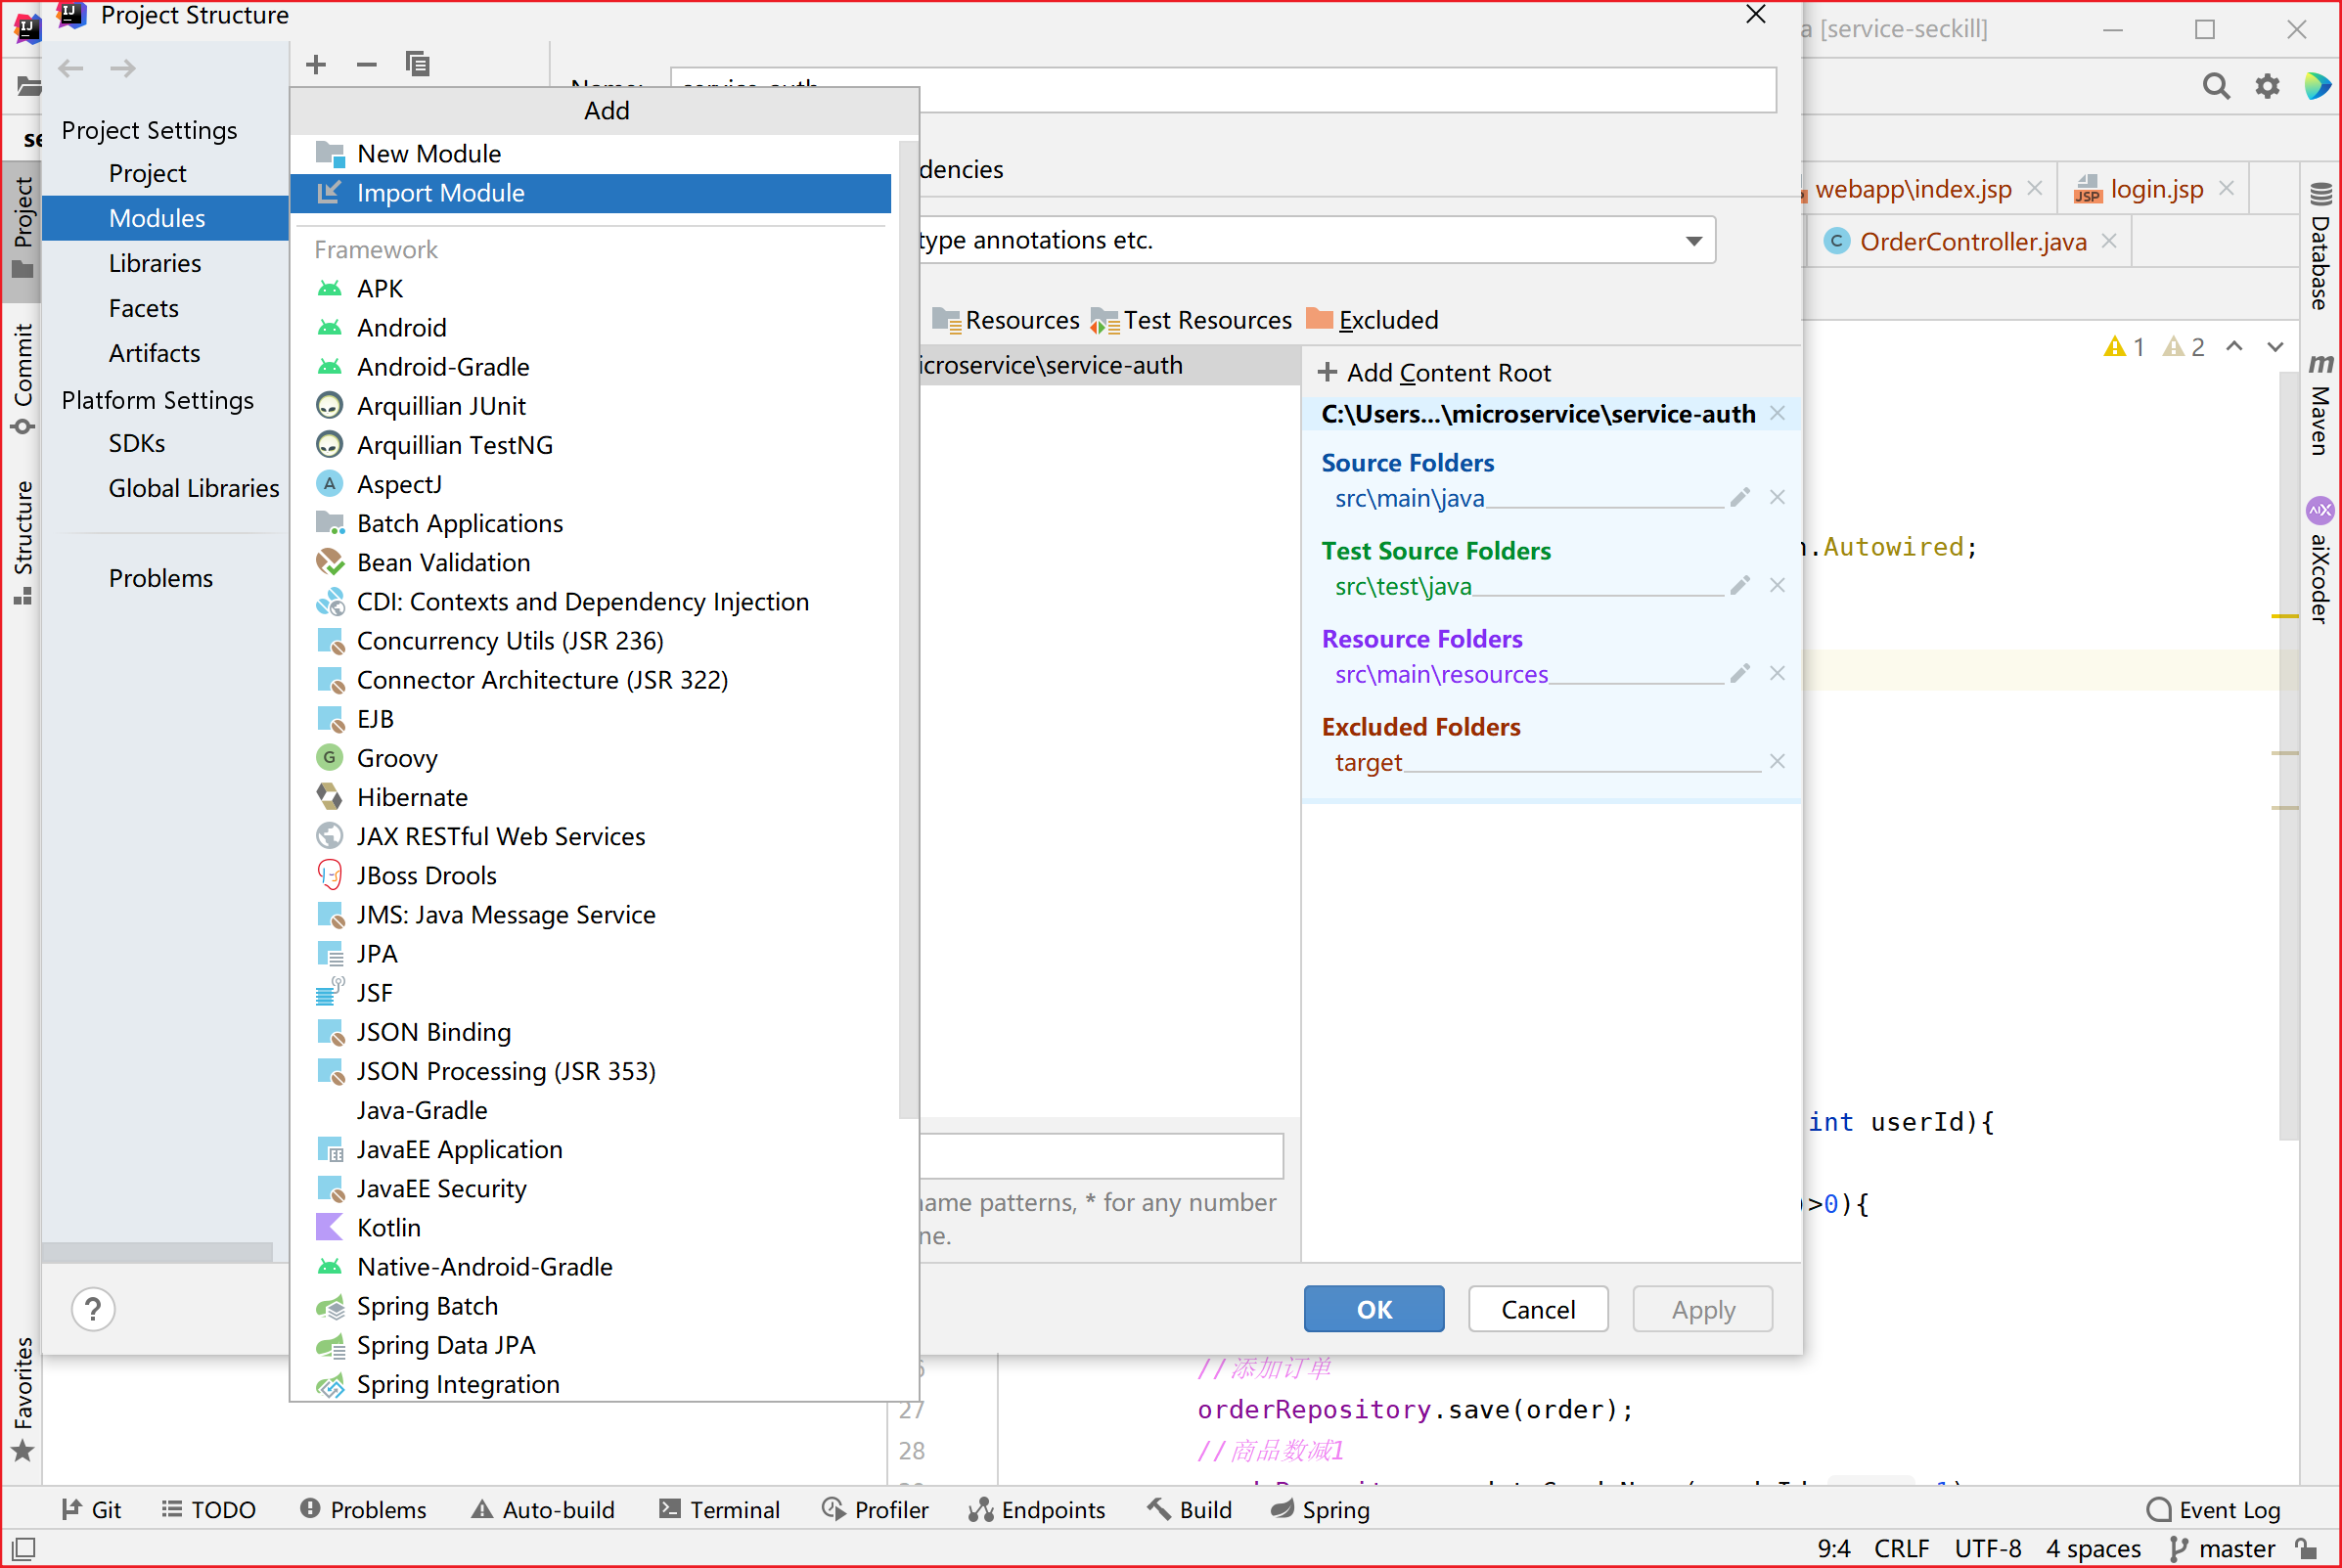 Project Structure
a [service-seckill]
Project Settings
Project
Modules
Libraries
Facets
Artifacts
Platform Settings
SDKs
Global Libraries
Problems
Add
New Module
Import Module
Framework
APK
Android
Android-Gradle
Arquillian JUnit
Arquillian TestNG
AspectJ
Batch Applications
Bean Validation
CDI: Contexts and Dependency Injection
Concurrency Utils (JSR 236)
Connector Architecture (JSR 322)
EJB
Groovy
Hibernate
JAX RESTful Web Services
JBoss Drools
JMS: Java Message Service
JPA
JSF
JSON Binding
JSON Processing (JSR 353)
Java-Gradle
JavaEE Application
JavaEE Security
Kotlin
Native-Android-Gradle
Spring Batch
Spring Data JPA
Spring Integration
dencies
type annotations etc.
Resources Test Resources Excluded
icroservice\service-auth
Add Content Root
C:\Users...\microservice\service-auth
Source Folders
src\main\java
Test Source Folders
src\test\java
Resource Folders
src\main\resources
Excluded Folders
target
name patterns, * for any number
ne.
? OK Cancel Apply
webapp\index.jsp login.jsp
OrderController.java
1 2
.Autowired;
int userId){
>0){
//添加订单
27 orderRepository.save(order);
28 //商品数减1
Project
Commit
Structure
Favorites
Database
Maven
aiXcoder
Git TODO Problems Auto-build Terminal Profiler Endpoints Build Spring Event Log
9:4 CRLF UTF-8 4 spaces master